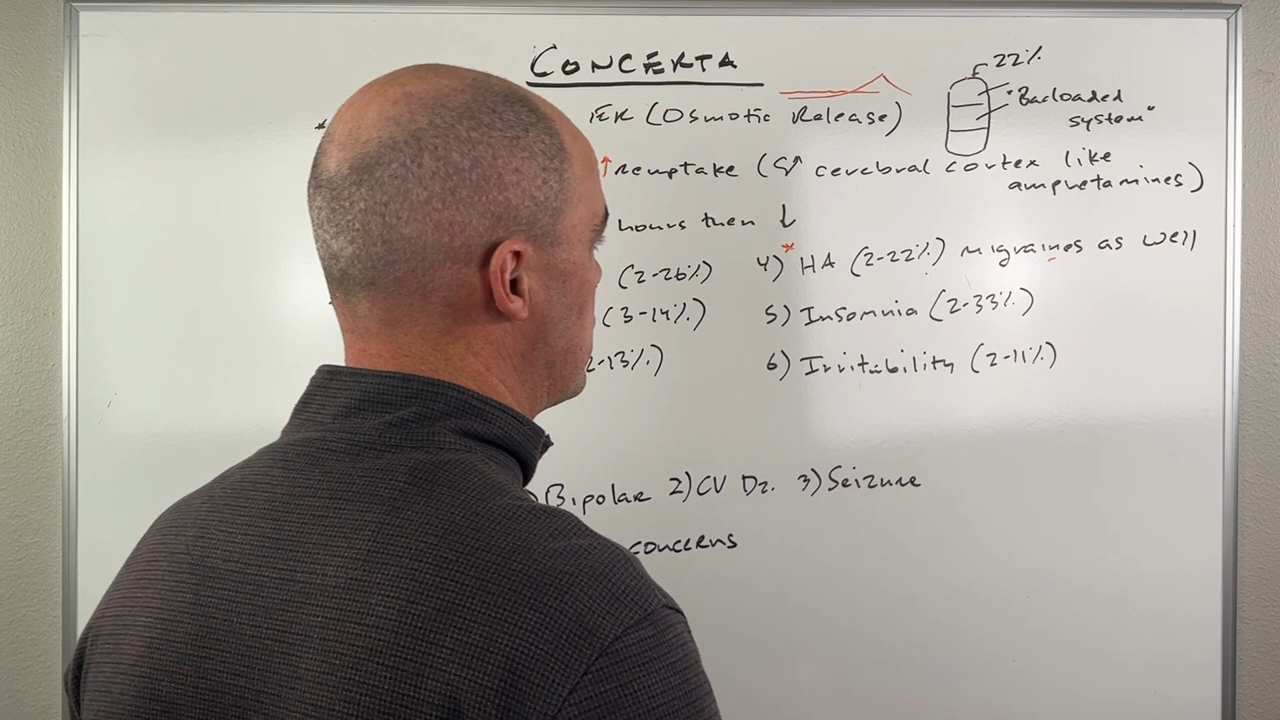 CONCERTA
22%
ER (Osmotic Release)
"Bacloaded
system"
* ↑ reuptake ( cerebral cortex like
amphetamines)
hours then ↓
(2-26%) 4) * HA (2-22%) migraines as well
(3-14%) 5) Insomnia (2-33%)
2-13%) 6) Irritability (2-11%)
Bipolar 2) CV Dz. 3) Seizure
concerns